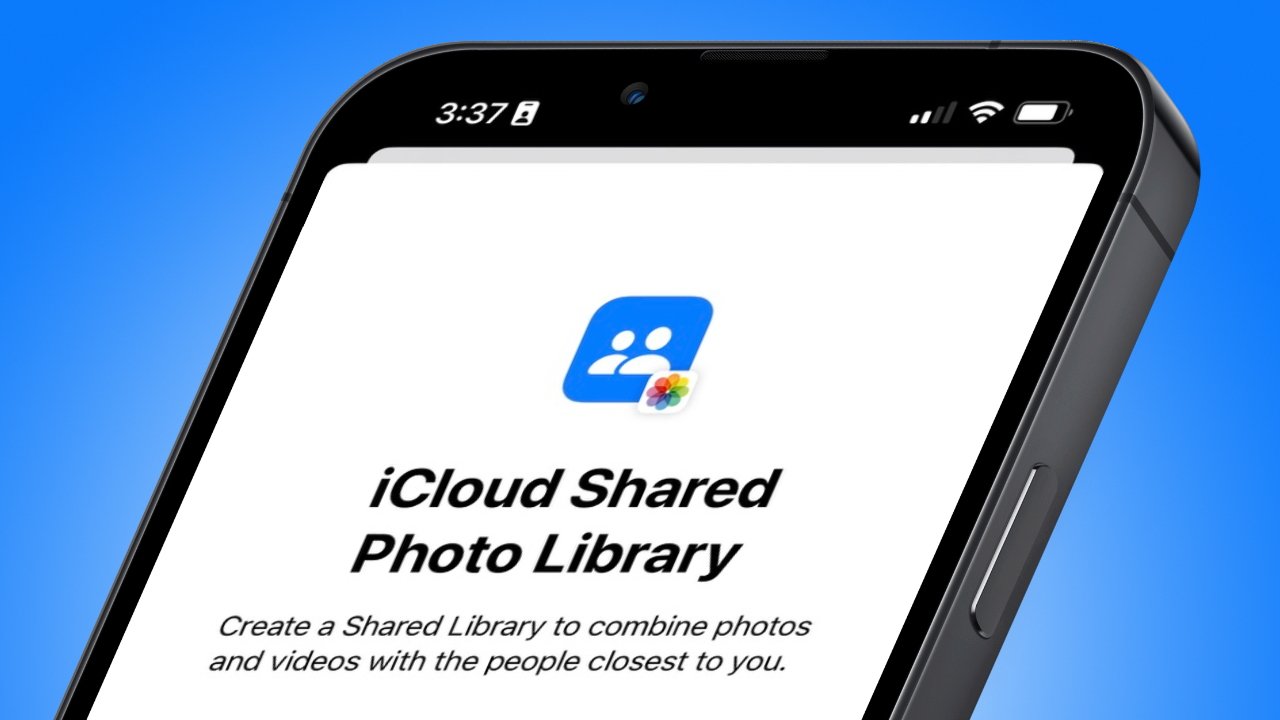 3:37
iCloud Shared
Photo Library
Create a Shared Library to combine photos
and videos with the people closest to you.